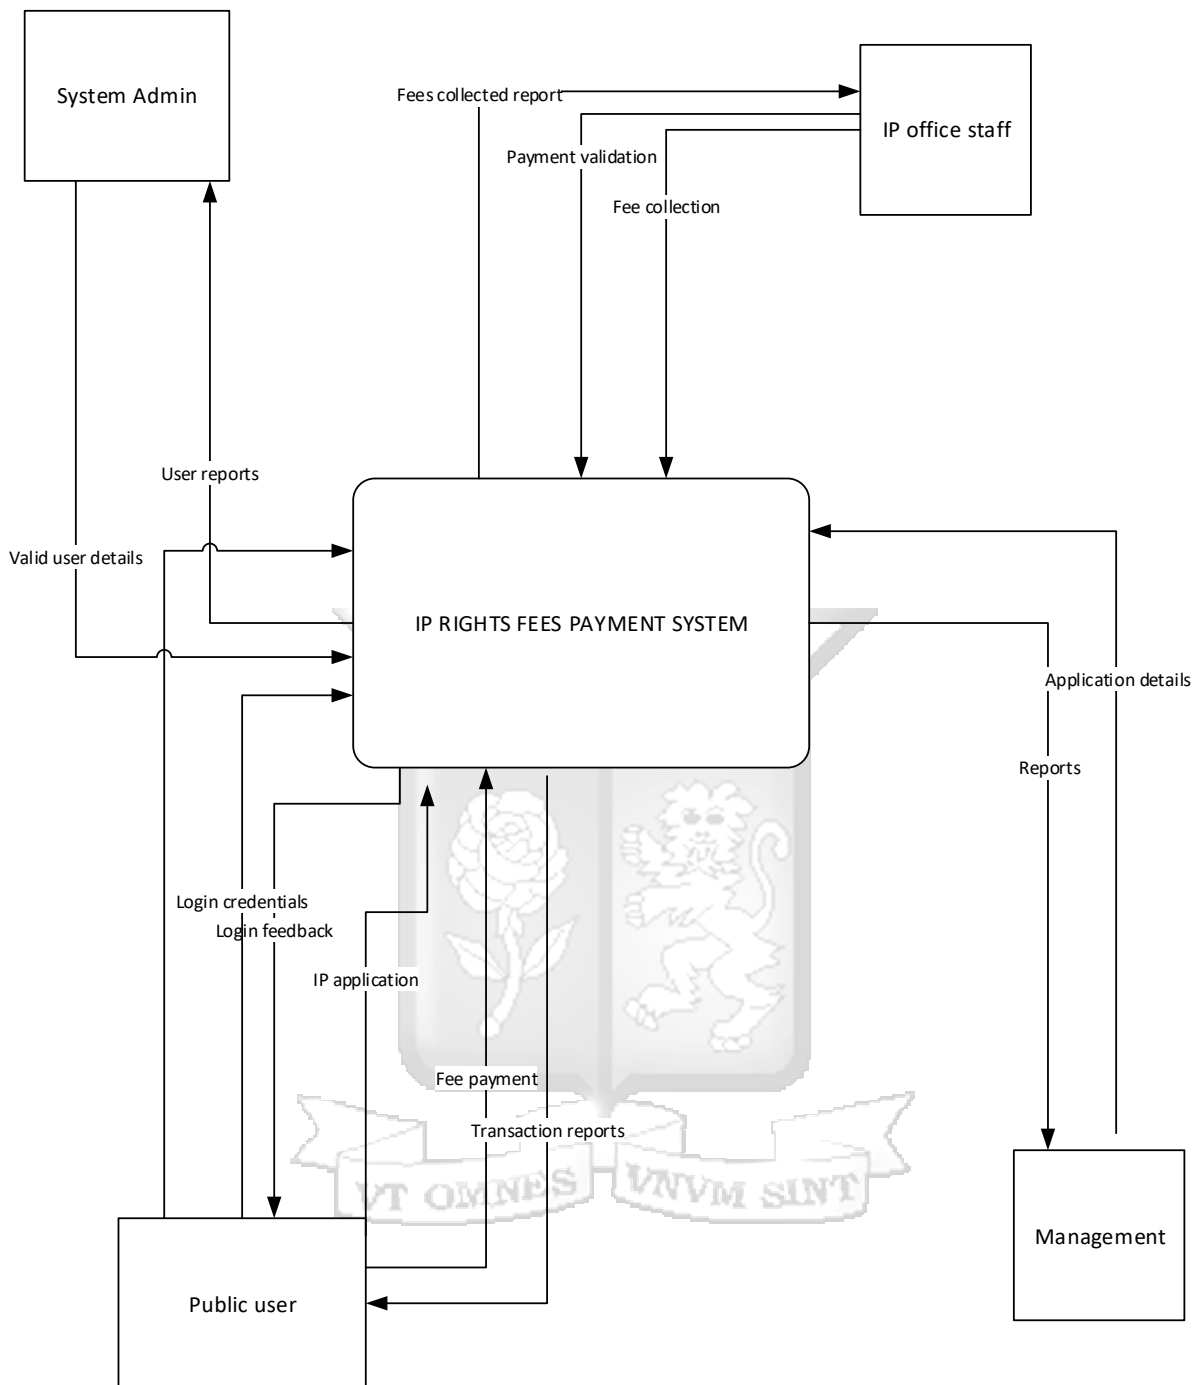 System Admin
Fees collected report
IP office staff
Payment validation
Fee collection
User reports
Valid user details
IP RIGHTS FEES PAYMENT SYSTEM
Application details
Reports
Login credentials
Login feedback
IP application
Fee payment
Transaction reports
VT OMNES VNVM SINT
Management
Public user